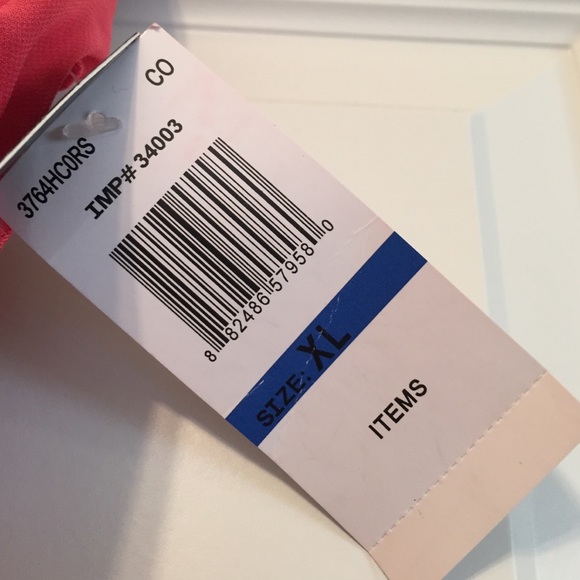 CO
3764HC0RS
IMP# 34003
8 82486 57958 0
SIZE: XL
ITEMS